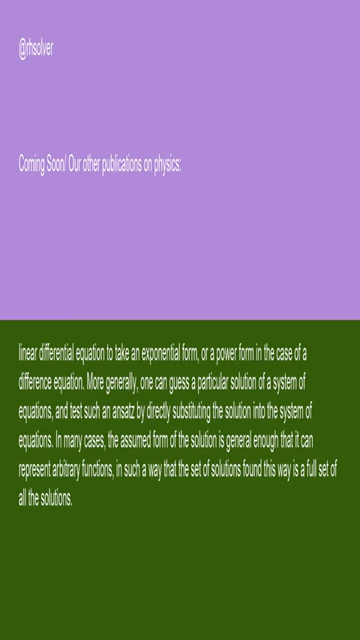 @rhsolver
Coming Soon/ Our other publications on physics:
linear differential equation to take an exponential form, or a power form in the case of a
difference equation. More generally, one can guess a particular solution of a system of
equations, and test such an ansatz by directly substituting the solution into the system of
equations. In many cases, the assumed form of the solution is general enough that it can
represent arbitrary functions, in such a way that the set of solutions found this way is a full set of
all the solutions.